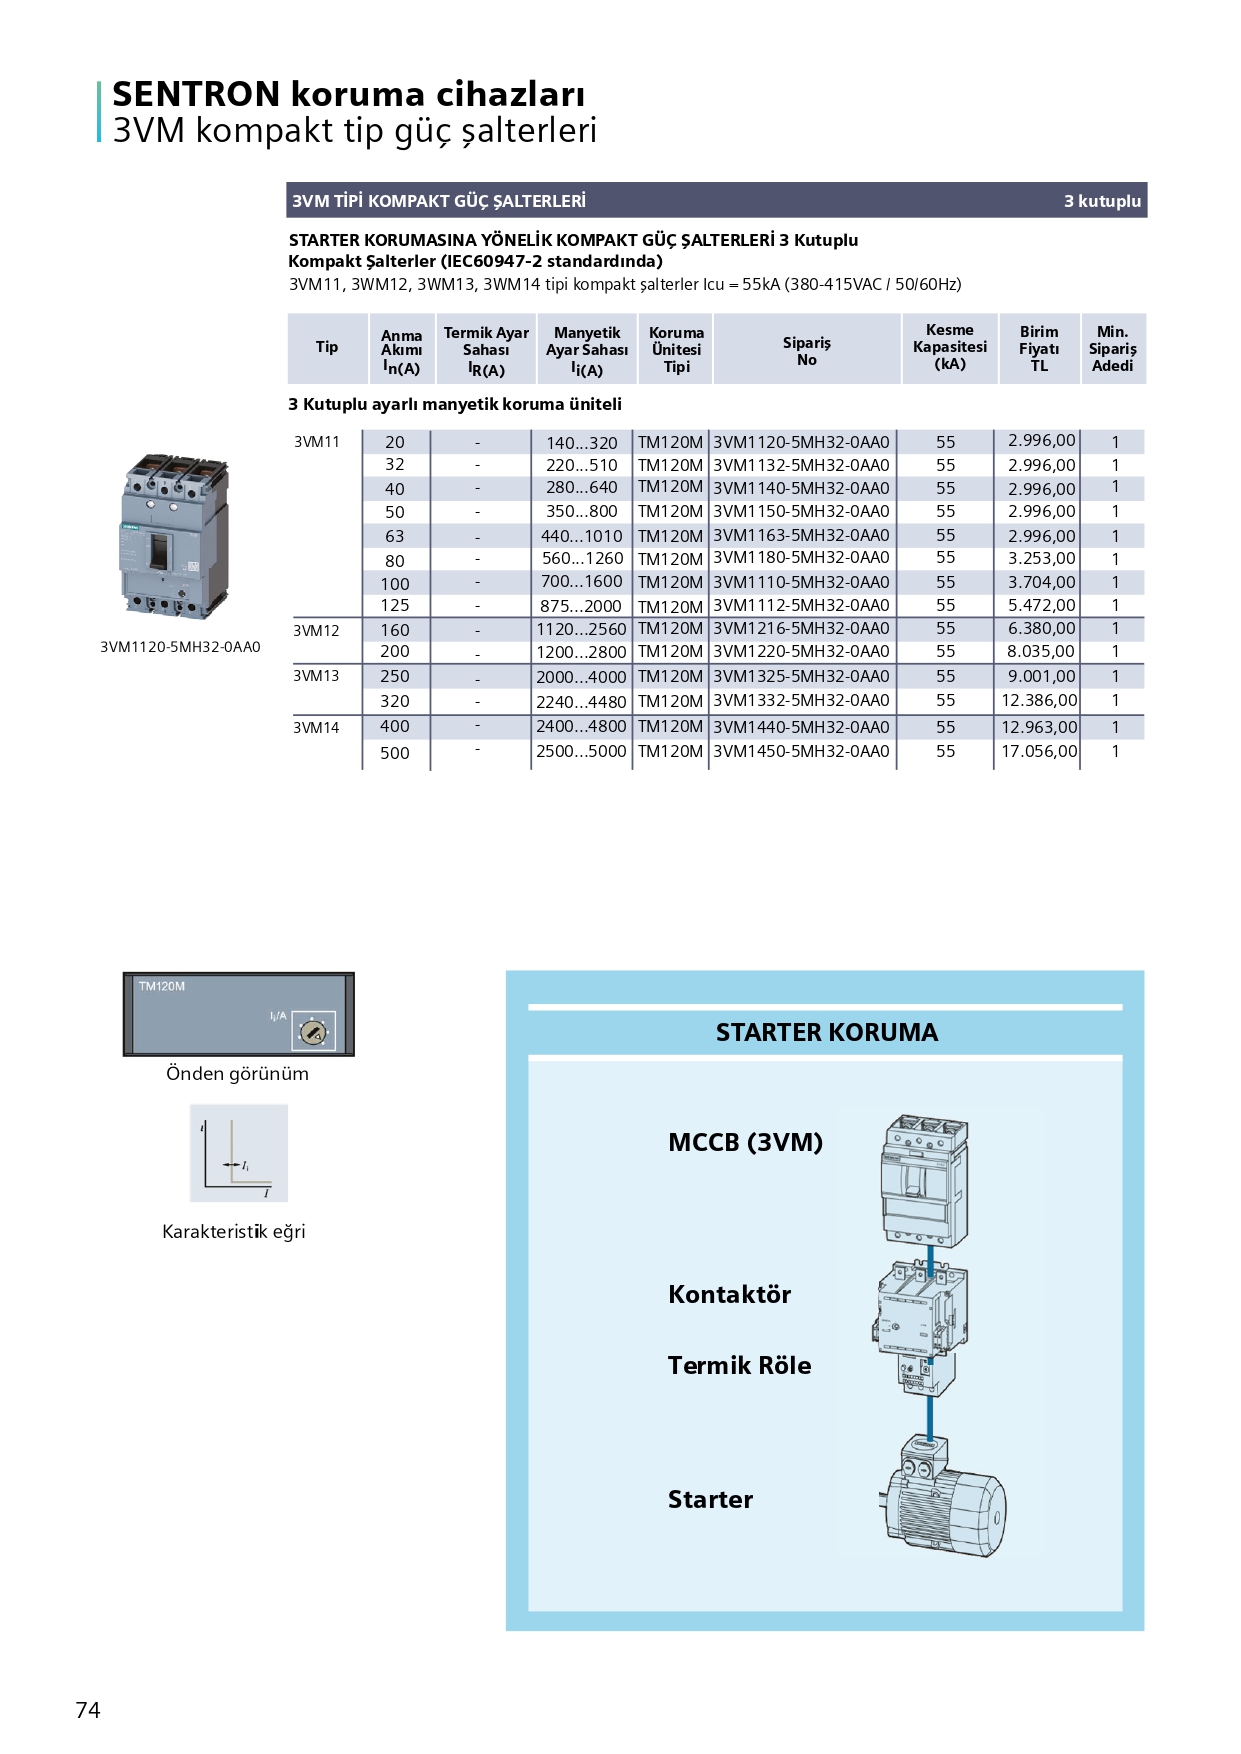 SENTRON koruma cihazları
3VM kompakt tip güç şalterleri
3VM TİPİ KOMPAKT GÜÇ ŞALTERLERİ 3 kutuplu
STARTER KORUMASINA YÖNELİK KOMPAKT GÜÇ ŞALTERLERİ 3 Kutuplu
Kompakt Şalterler (IEC60947-2 standardında)
3VM11, 3WM12, 3WM13, 3WM14 tipi kompakt şalterler Icu = 55kA (380-415VAC / 50/60Hz)
Tip Anma Akımı In(A) Termik Ayar Sahası IR(A) Manyetik Ayar Sahası Ii(A) Koruma Ünitesi Tipi Sipariş No Kesme Kapasitesi (kA) Birim Fiyatı TL Min. Sipariş Adedi
3 Kutuplu ayarlı manyetik koruma üniteli
3VM11 20 - 140...320 TM120M 3VM1120-5MH32-0AA0 55 2.996,00 1
32 - 220...510 TM120M 3VM1132-5MH32-0AA0 55 2.996,00 1
40 - 280...640 TM120M 3VM1140-5MH32-0AA0 55 2.996,00 1
50 - 350...800 TM120M 3VM1150-5MH32-0AA0 55 2.996,00 1
63 - 440...1010 TM120M 3VM1163-5MH32-0AA0 55 2.996,00 1
80 - 560...1260 TM120M 3VM1180-5MH32-0AA0 55 3.253,00 1
100 - 700...1600 TM120M 3VM1110-5MH32-0AA0 55 3.704,00 1
125 - 875...2000 TM120M 3VM1112-5MH32-0AA0 55 5.472,00 1
3VM12 160 - 1120...2560 TM120M 3VM1216-5MH32-0AA0 55 6.380,00 1
200 - 1200...2800 TM120M 3VM1220-5MH32-0AA0 55 8.035,00 1
3VM13 250 - 2000...4000 TM120M 3VM1325-5MH32-0AA0 55 9.001,00 1
320 - 2240...4480 TM120M 3VM1332-5MH32-0AA0 55 12.386,00 1
3VM14 400 - 2400...4800 TM120M 3VM1440-5MH32-0AA0 55 12.963,00 1
500 - 2500...5000 TM120M 3VM1450-5MH32-0AA0 55 17.056,00 1
3VM1120-5MH32-0AA0
TM120M
Ii/A
Önden görünüm
t
Ii
I
Karakteristik eğri
STARTER KORUMA
MCCB (3VM)
Kontaktör
Termik Röle
Starter
74